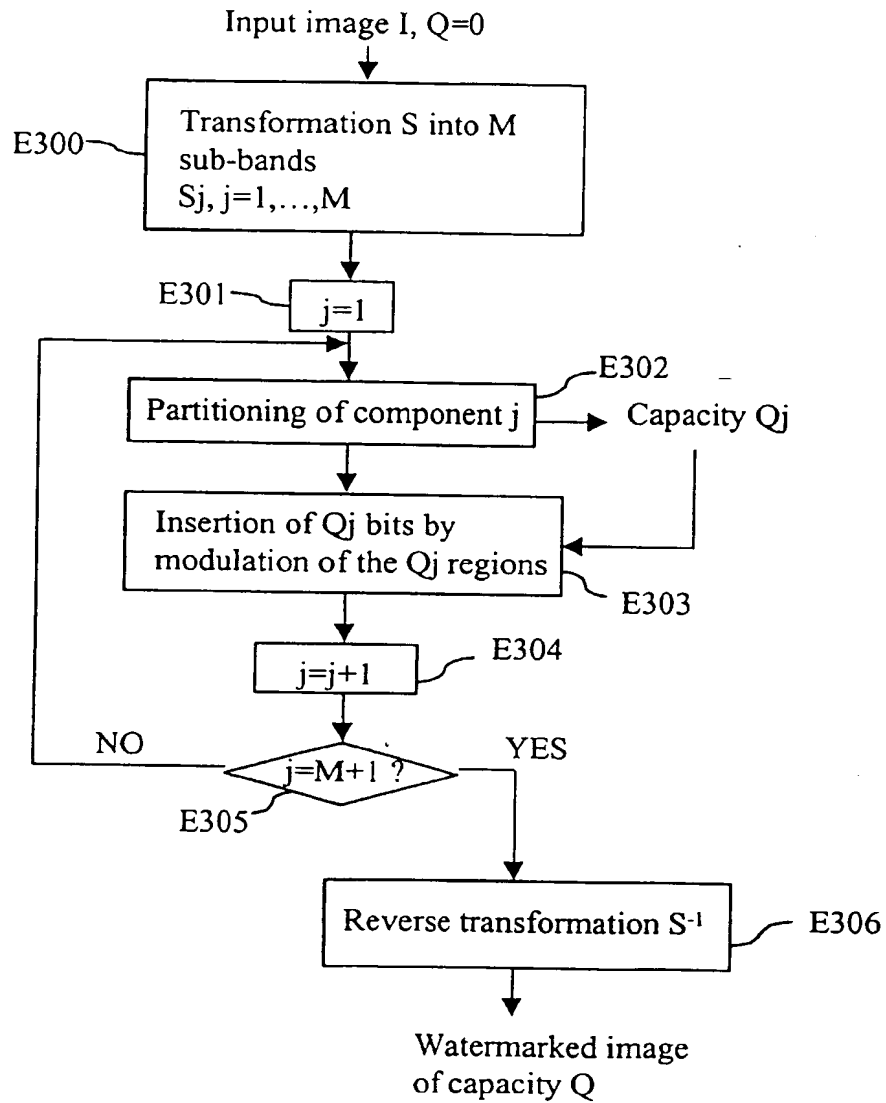 Input image I, Q=0
E300
Transformation S into M
sub-bands
Sj, j=1,...,M
E301
j=1
E302
Partitioning of component j
Capacity Qj
Insertion of Qj bits by
modulation of the Qj regions
E303
j=j+1
E304
NO
j=M+1 ?
YES
E305
Reverse transformation S⁻¹
E306
Watermarked image
of capacity Q